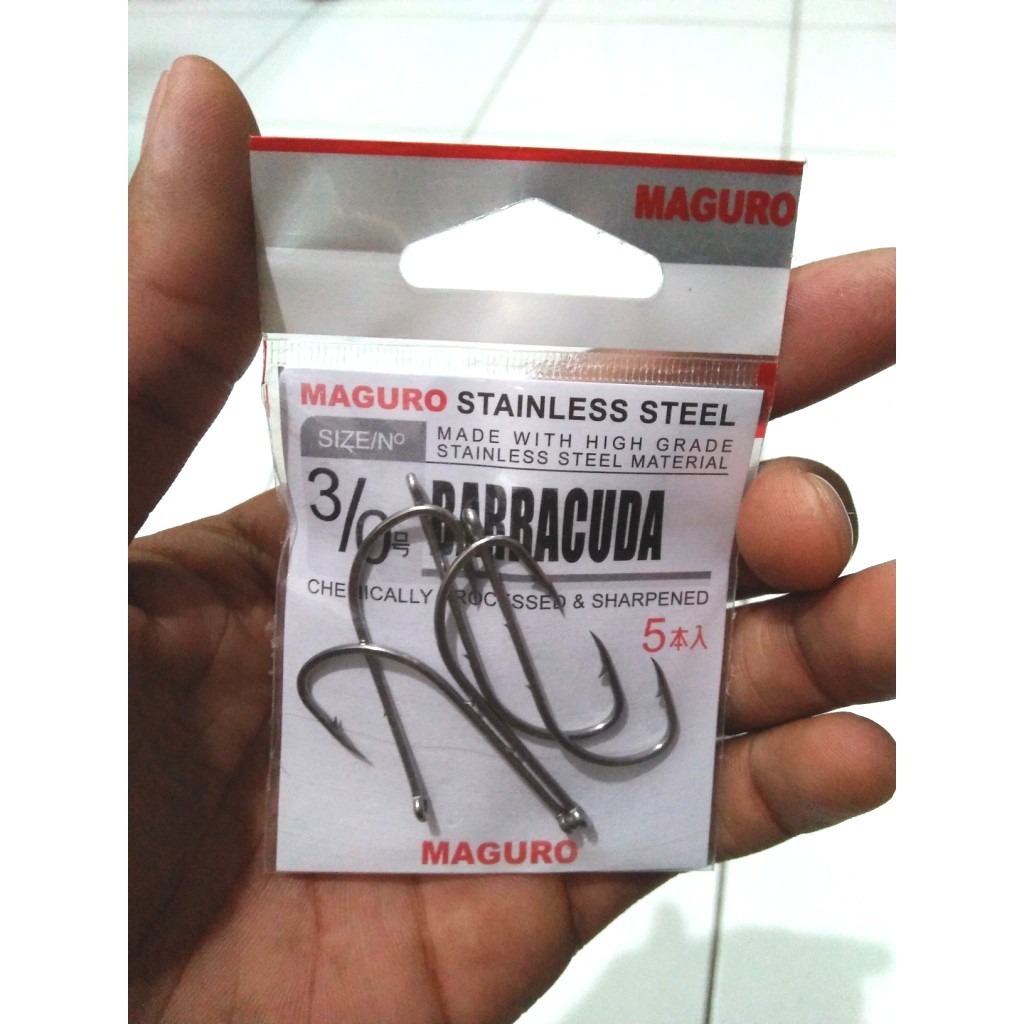 MAGURO
MAGURO STAINLESS STEEL
SIZE/Nº
MADE WITH HIGH GRADE
STAINLESS STEEL MATERIAL
3/0号
BARRACUDA
CHEMICALLY PROCESSED & SHARPENED
5本入
MAGURO